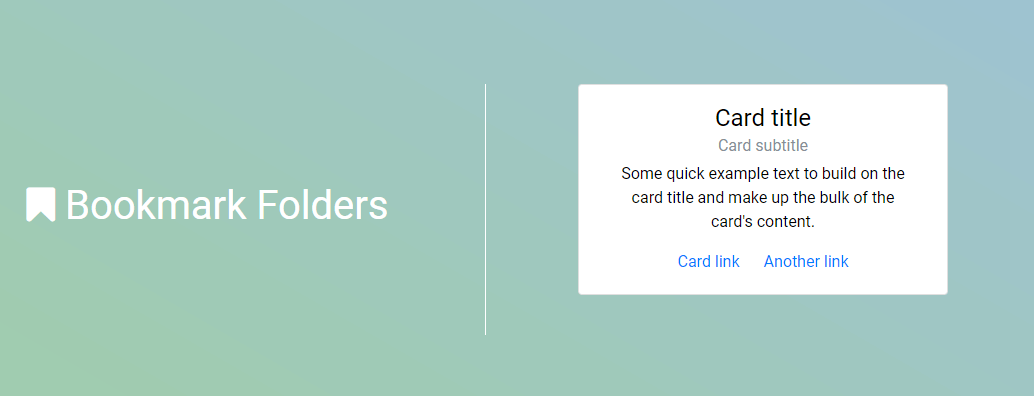 Bookmark Folders
Card title
Card subtitle
Some quick example text to build on the
card title and make up the bulk of the
card's content.
Card link Another link